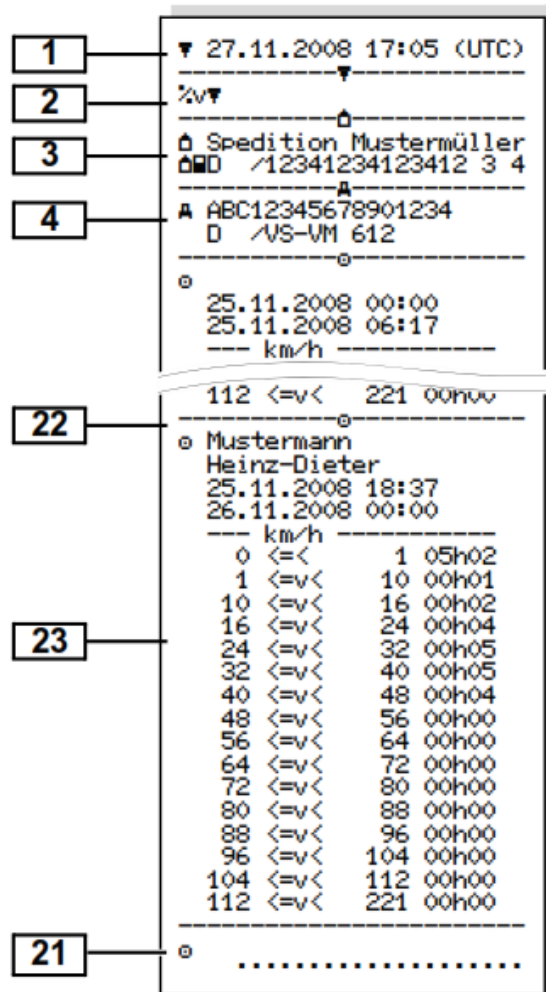 1
▼ 27.11.2008 17:05 (UTC)
2
%v▼
3
Spedition Mustermüller
D /12341234123412 3 4
4
A ABC12345678901234
D /VS-VM 612
25.11.2008 00:00
25.11.2008 06:17
--- km/h -----------
112 <=v< 221 00h00
22
o Mustermann
Heinz-Dieter
25.11.2008 18:37
26.11.2008 00:00
--- km/h -----------
23
0 <=< 1 05h02
1 <=v< 10 00h01
10 <=v< 16 00h02
16 <=v< 24 00h04
24 <=v< 32 00h05
32 <=v< 40 00h05
40 <=v< 48 00h04
48 <=v< 56 00h00
56 <=v< 64 00h00
64 <=v< 72 00h00
72 <=v< 80 00h00
80 <=v< 88 00h00
88 <=v< 96 00h00
96 <=v< 104 00h00
104 <=v< 112 00h00
112 <=v< 221 00h00
21
o ....................